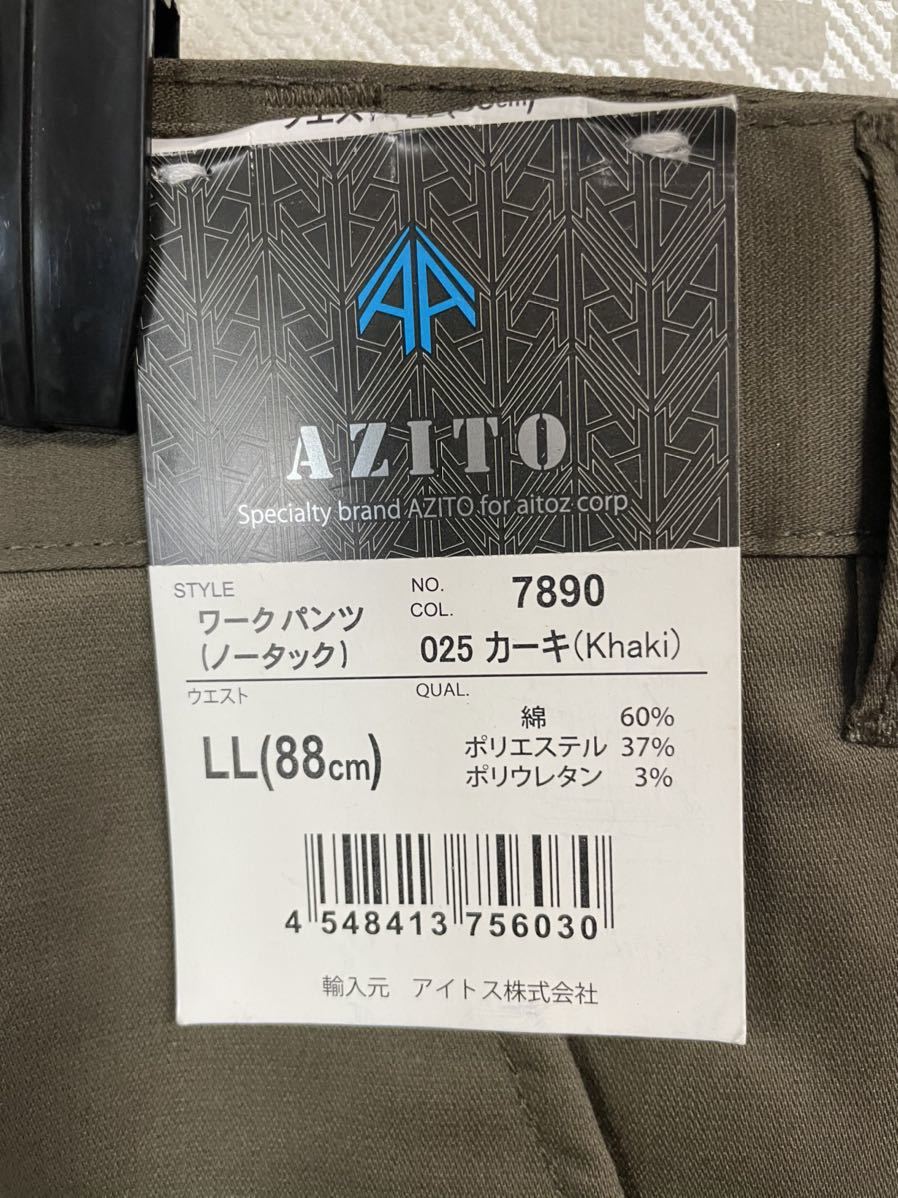 AZITO
Specialty brand AZITO for aitoz corp
STYLE
ワークパンツ
(ノータック)
NO. 7890
COL.
025 カーキ(Khaki)
ウエスト
LL(88cm)
QUAL.
綿 60%
ポリエステル 37%
ポリウレタン 3%
4 548413 756030
輸入元 アイトス株式会社